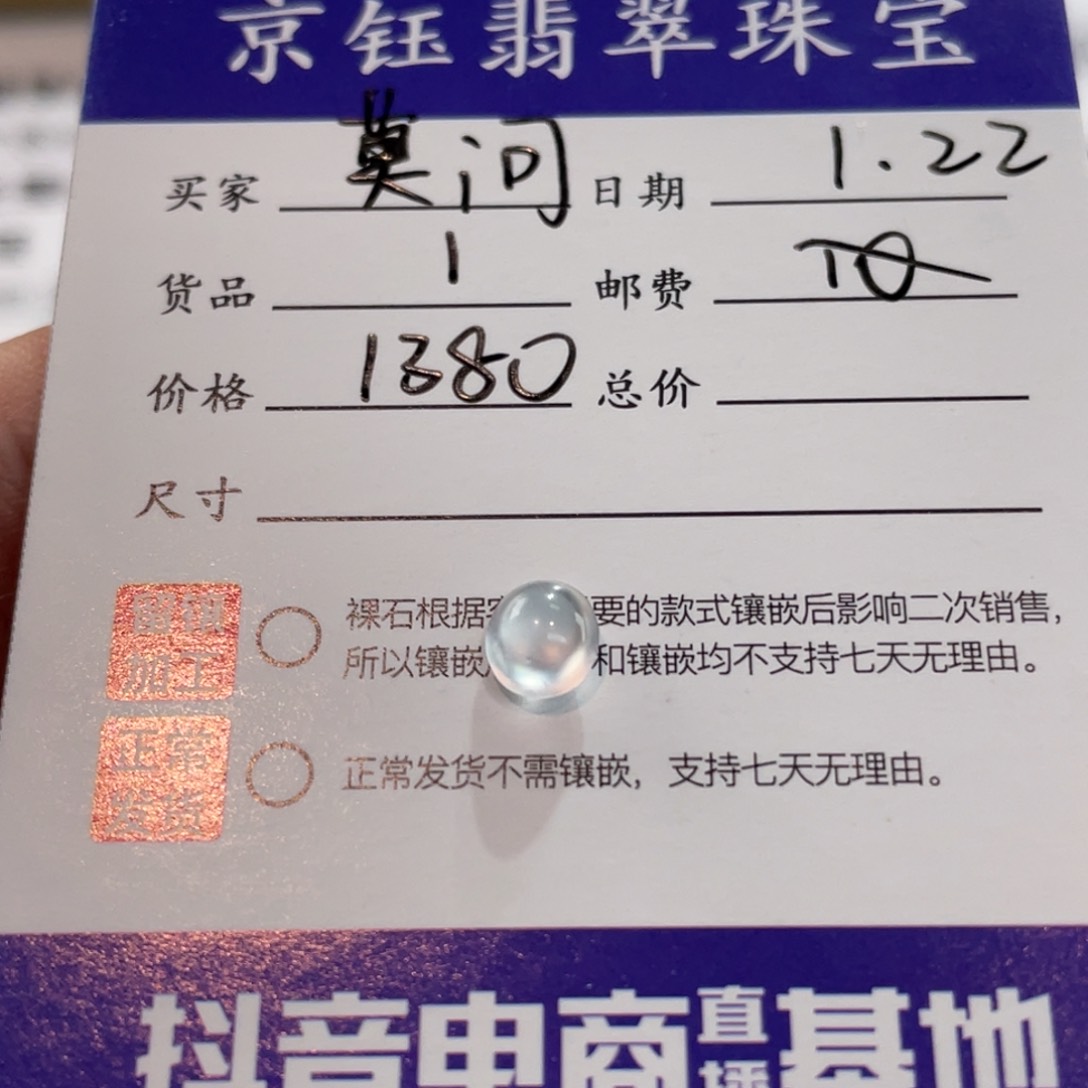 京钰翡翠珠宝
买家 莫问 日期 1.22
货品 1 邮费 10
价格 1380 总价
尺寸
加工
裸石根据 要的款式镶嵌后影响二次销售，
所以镶嵌 和镶嵌均不支持七天无理由。
正常
发货
正常发货不需镶嵌，支持七天无理由。
抖音电商直播基地